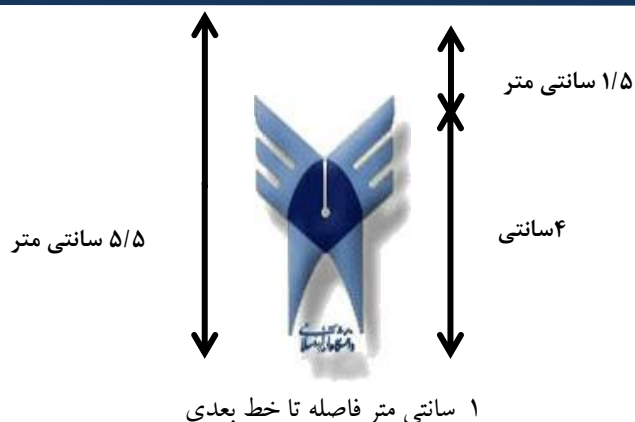 ۱/۵ سانتی متر
۵/۵ سانتی متر
۴سانتی
۱ سانتی متر فاصله تا خط بعدی